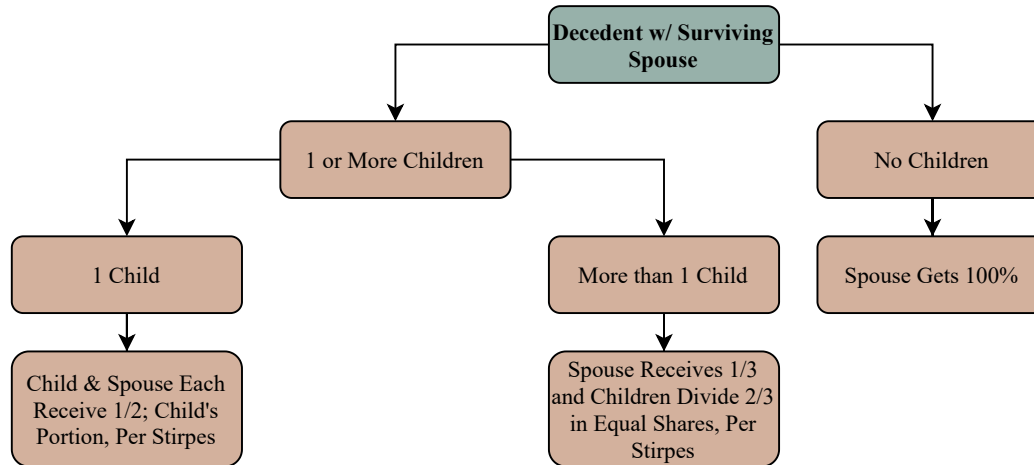 Decedent w/ Surviving
Spouse
1 or More Children
No Children
1 Child
More than 1 Child
Spouse Gets 100%
Child & Spouse Each
Receive 1/2; Child's
Portion, Per Stirpes
Spouse Receives 1/3
and Children Divide 2/3
in Equal Shares, Per
Stirpes